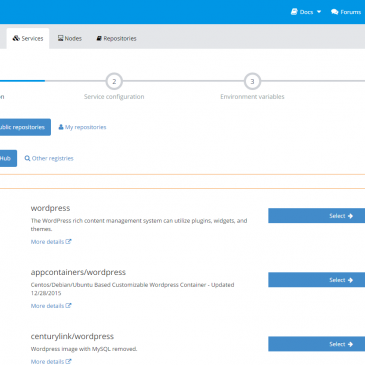 Docs Forums
Services Nodes Repositories
2 3
on Service configuration Environment variables
ublic repositories My repositories
Hub Other registries
wordpress
The WordPress rich content management system can utilize plugins, widgets, and
themes.
Select
More details
appcontainers/wordpress
Centos/Debian/Ubuntu Based Customizable Wordpress Container - Updated
12/28/2015
Select
More details
centurylink/wordpress
Wordpress image with MySQL removed.
Select
More details